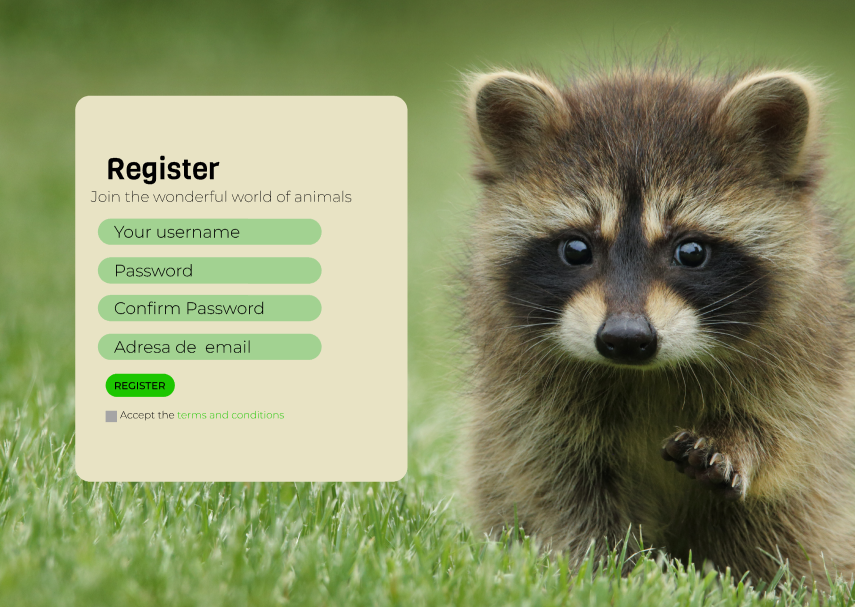 Register
Join the wonderful world of animals
Your username
Password
Confirm Password
Adresa de email
REGISTER
Accept the terms and conditions